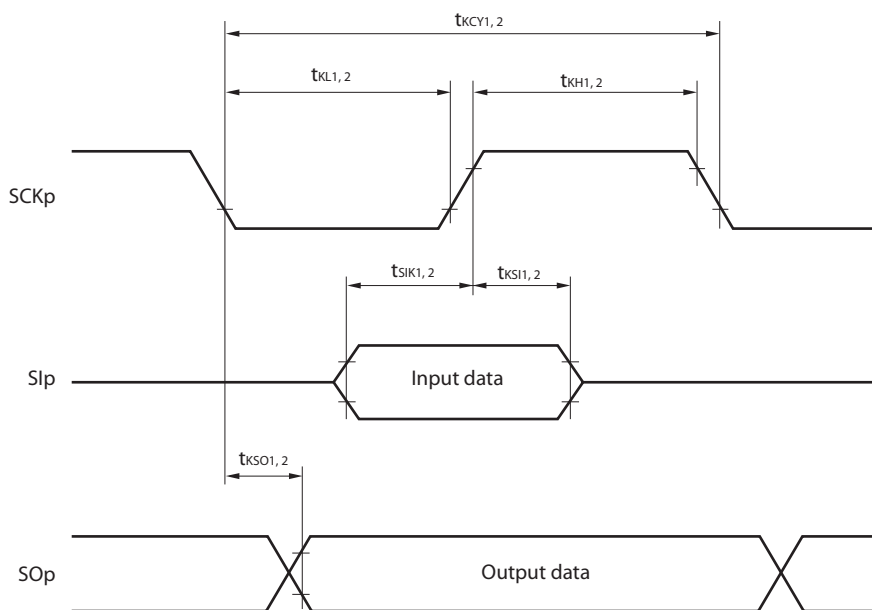 tKCY1, 2
tKL1, 2
tKH1, 2
SCKp
tSIK1, 2
tKSI1, 2
SIp
Input data
tKSO1, 2
SOp
Output data